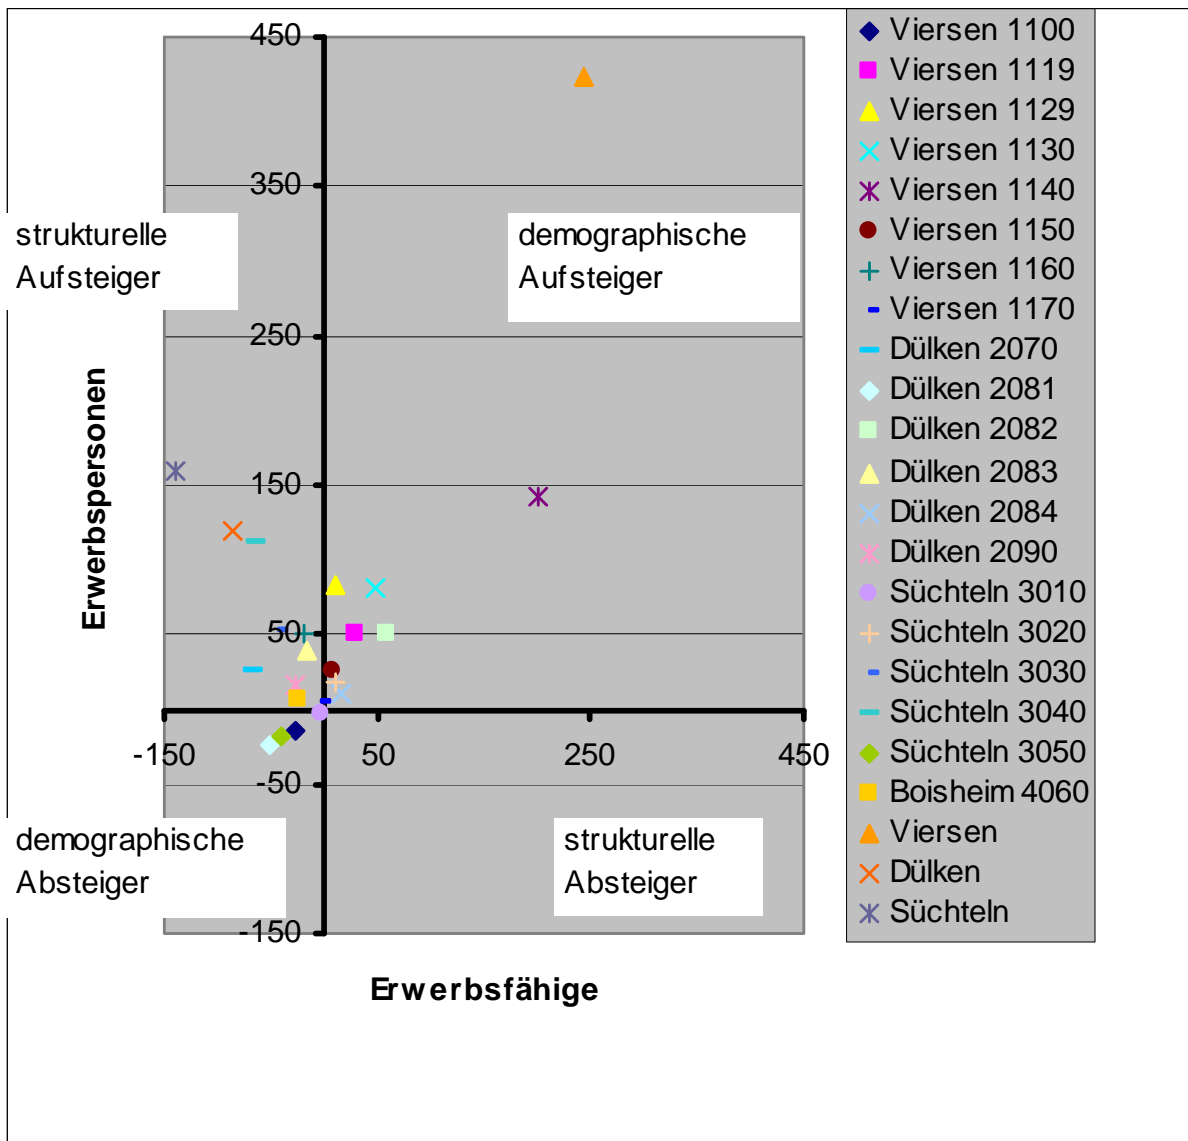 450
350
250
150
50
-50
-150
-150
50
250
450
strukturelle
Aufsteiger
demographische
Aufsteiger
demographische
Absteiger
strukturelle
Absteiger
Erwerbspersonen
Erwerbsfähige
Viersen 1100
Viersen 1119
Viersen 1129
Viersen 1130
Viersen 1140
Viersen 1150
Viersen 1160
Viersen 1170
Dülken 2070
Dülken 2081
Dülken 2082
Dülken 2083
Dülken 2084
Dülken 2090
Süchteln 3010
Süchteln 3020
Süchteln 3030
Süchteln 3040
Süchteln 3050
Boisheim 4060
Viersen
Dülken
Süchteln